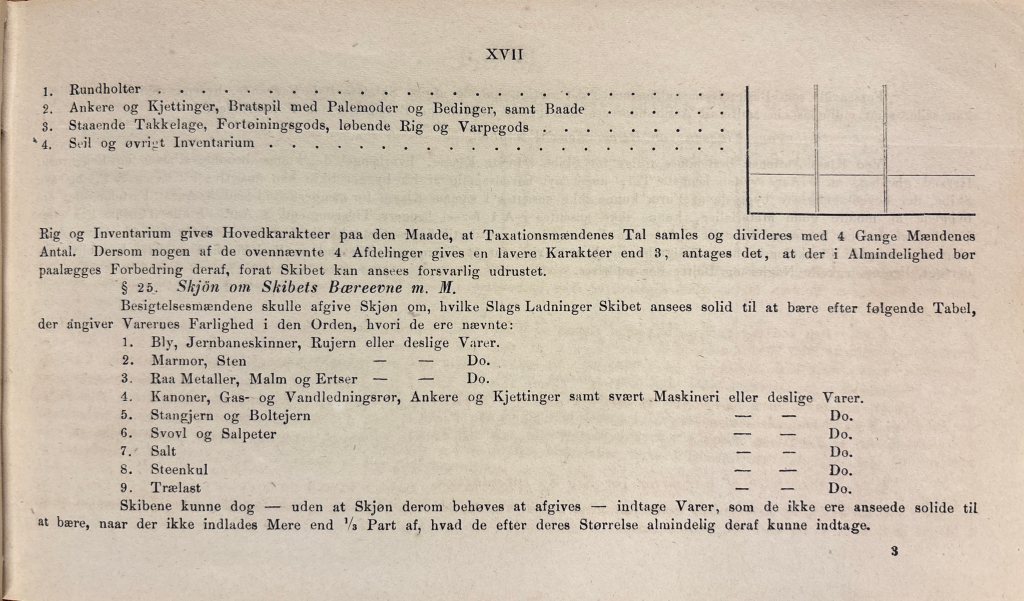 XVII
1. Rundholter . . . . . . . . . . . . . . . . . . . . . . .
2. Ankere og Kjettinger, Bratspil med Palemoder og Bedinger, samt Baade . . . . . .
3. Staaende Takkelage, Fortøiningsgods, løbende Rig og Varpegods . . . . . . . . .
4. Seil og øvrigt Inventarium . . . . . . . . . . . . . . . . . .
Rig og Inventarium gives Hovedkarakteer paa den Maade, at Taxationsmændenes Tal samles og divideres med 4 Gange Mændenes
Antal. Dersom nogen af de ovennævnte 4 Afdelinger gives en lavere Karakteer end 3, antages det, at der i Almindelighed bør
paalægges Forbedring deraf, forat Skibet kan ansees forsvarlig udrustet.
§ 25. Skjön om Skibets Bæreevne m. M.
Besigtelsesmændene skulle afgive Skjøn om, hvilke Slags Ladninger Skibet ansees solid til at bære efter følgende Tabel,
der angiver Varernes Farlighed i den Orden, hvori de ere nævnte:
1. Bly, Jernbaneskinner, Rujern eller deslige Varer.
2. Marmor, Sten — — Do.
3. Raa Metaller, Malm og Ertser — — Do.
4. Kanoner, Gas- og Vandledningsrør, Ankere og Kjettinger samt svært Maskineri eller deslige Varer.
5. Stangjern og Boltejern — — Do.
6. Svovl og Salpeter — — Do.
7. Salt — — Do.
8. Steenkul — — Do.
9. Trælast — — Do.
Skibene kunne dog — uden at Skjøn derom behøves at afgives — indtage Varer, som de ikke ere anseede solide til
at bære, naar der ikke indlades Mere end 1/3 Part af, hvad de efter deres Størrelse almindelig deraf kunne indtage.
3